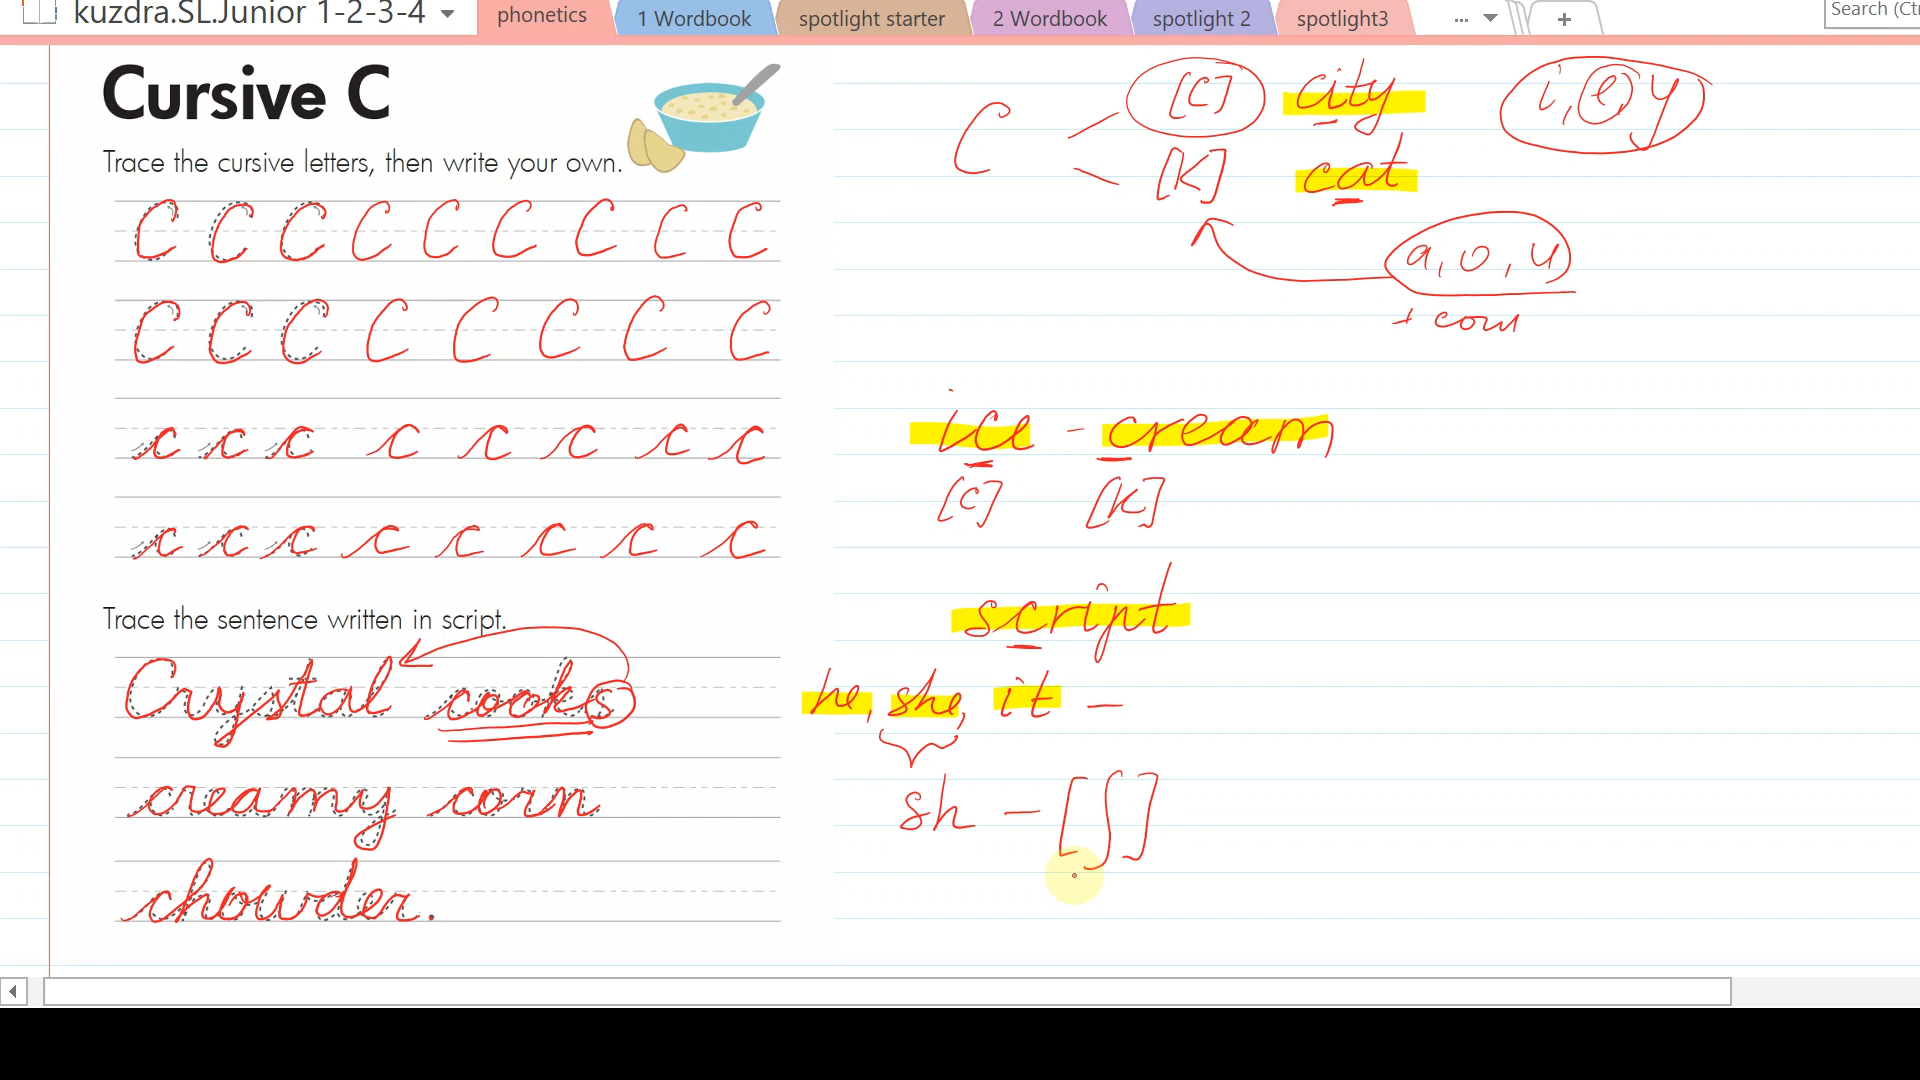 kuzdra.SL.Junior 1-2-3-4
phonetics
1 Wordbook
spotlight starter
2 Wordbook
spotlight 2
spotlight3
...
+
Search (Ct
Cursive C
Trace the cursive letters, then write your own.
C C C C C C C C C
C C C C C C C C
c c c c c c c c
c c c c c c c c
Trace the sentence written in script.
Crystal cooks
creamy corn
chowder.
C
[c] city i, e, y
[K] cat
a, o, u
ice - cream
[c] [k]
script
he, she, it -
sh - [ʃ]